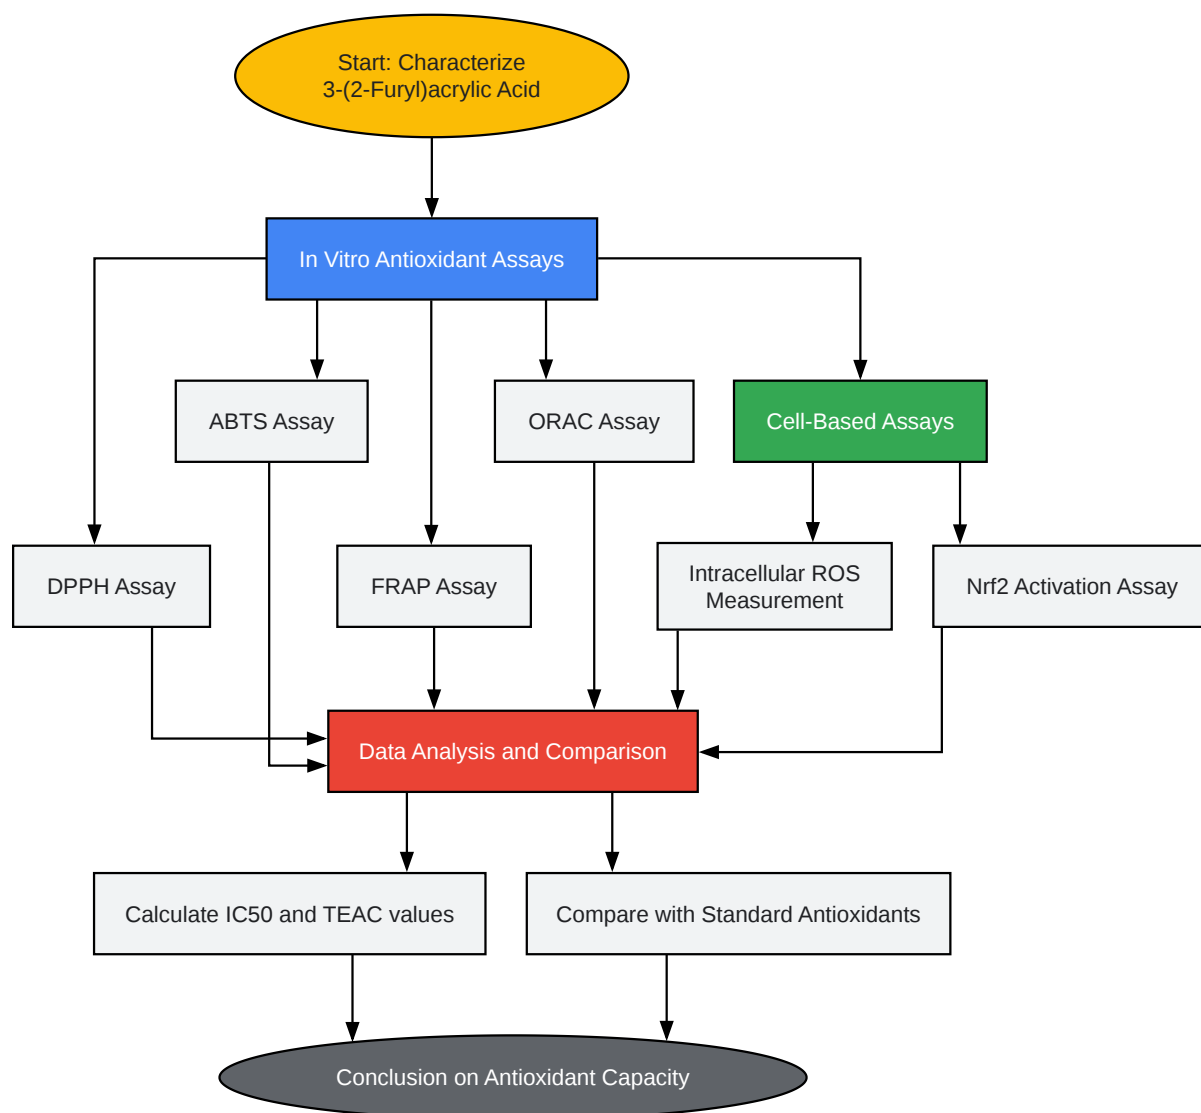 Start: Characterize
3-(2-Furyl)acrylic Acid
In Vitro Antioxidant Assays
ABTS Assay
ORAC Assay
Cell-Based Assays
DPPH Assay
FRAP Assay
Intracellular ROS
Measurement
Nrf2 Activation Assay
Data Analysis and Comparison
Calculate IC50 and TEAC values
Compare with Standard Antioxidants
Conclusion on Antioxidant Capacity